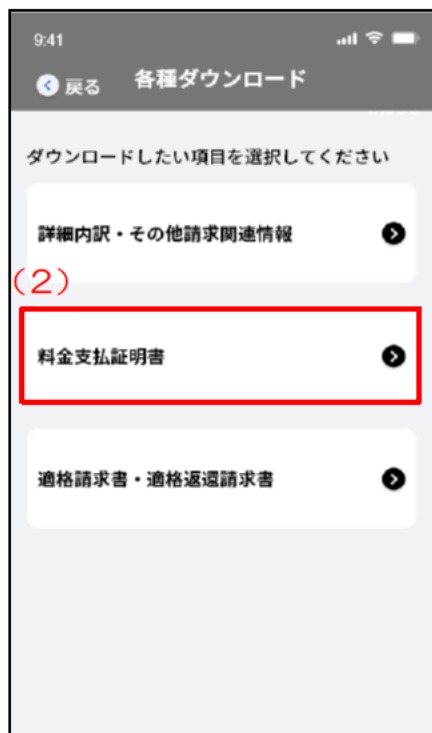 9:41
戻る 各種ダウンロード
ダウンロードしたい項目を選択してください
詳細内訳・その他請求関連情報
(2)
料金支払証明書
適格請求書・適格返還請求書